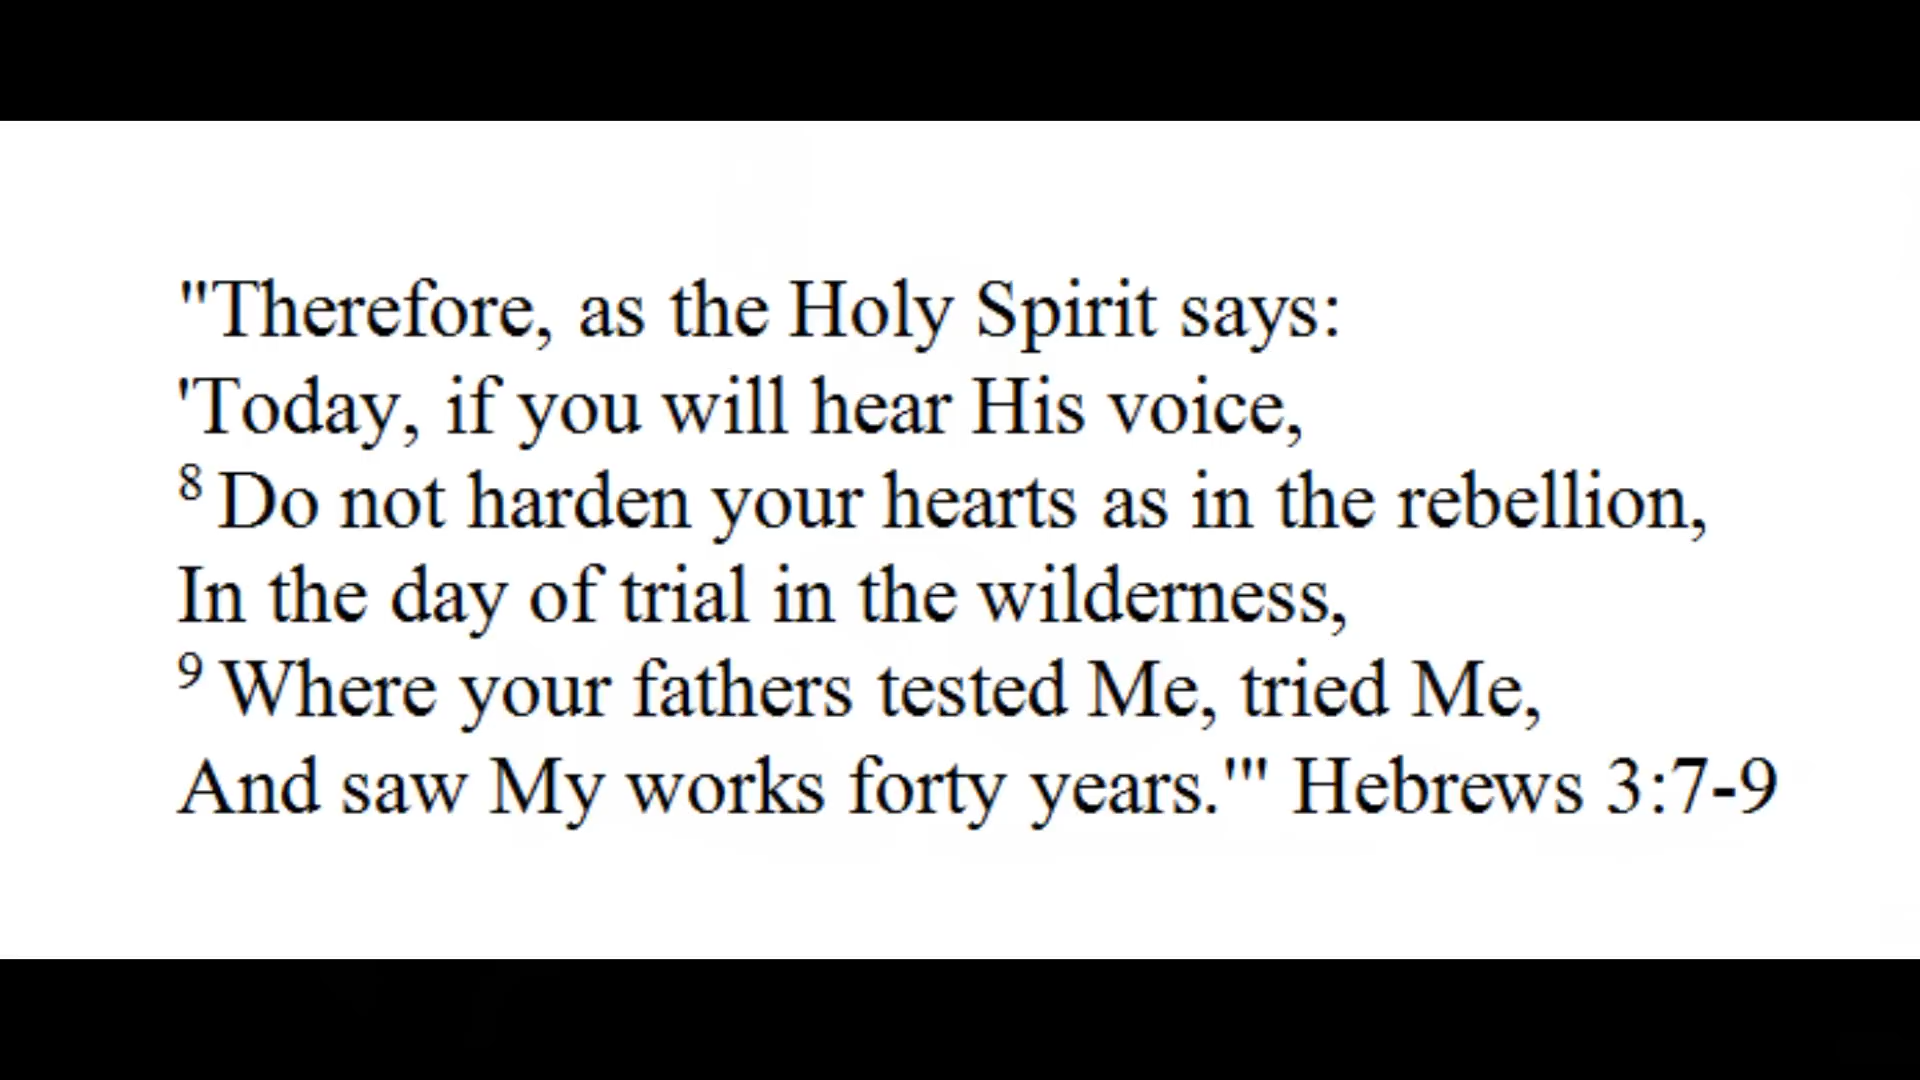 "Therefore, as the Holy Spirit says:
'Today, if you will hear His voice,
8 Do not harden your hearts as in the rebellion,
In the day of trial in the wilderness,
9 Where your fathers tested Me, tried Me,
And saw My works forty years.'" Hebrews 3:7-9